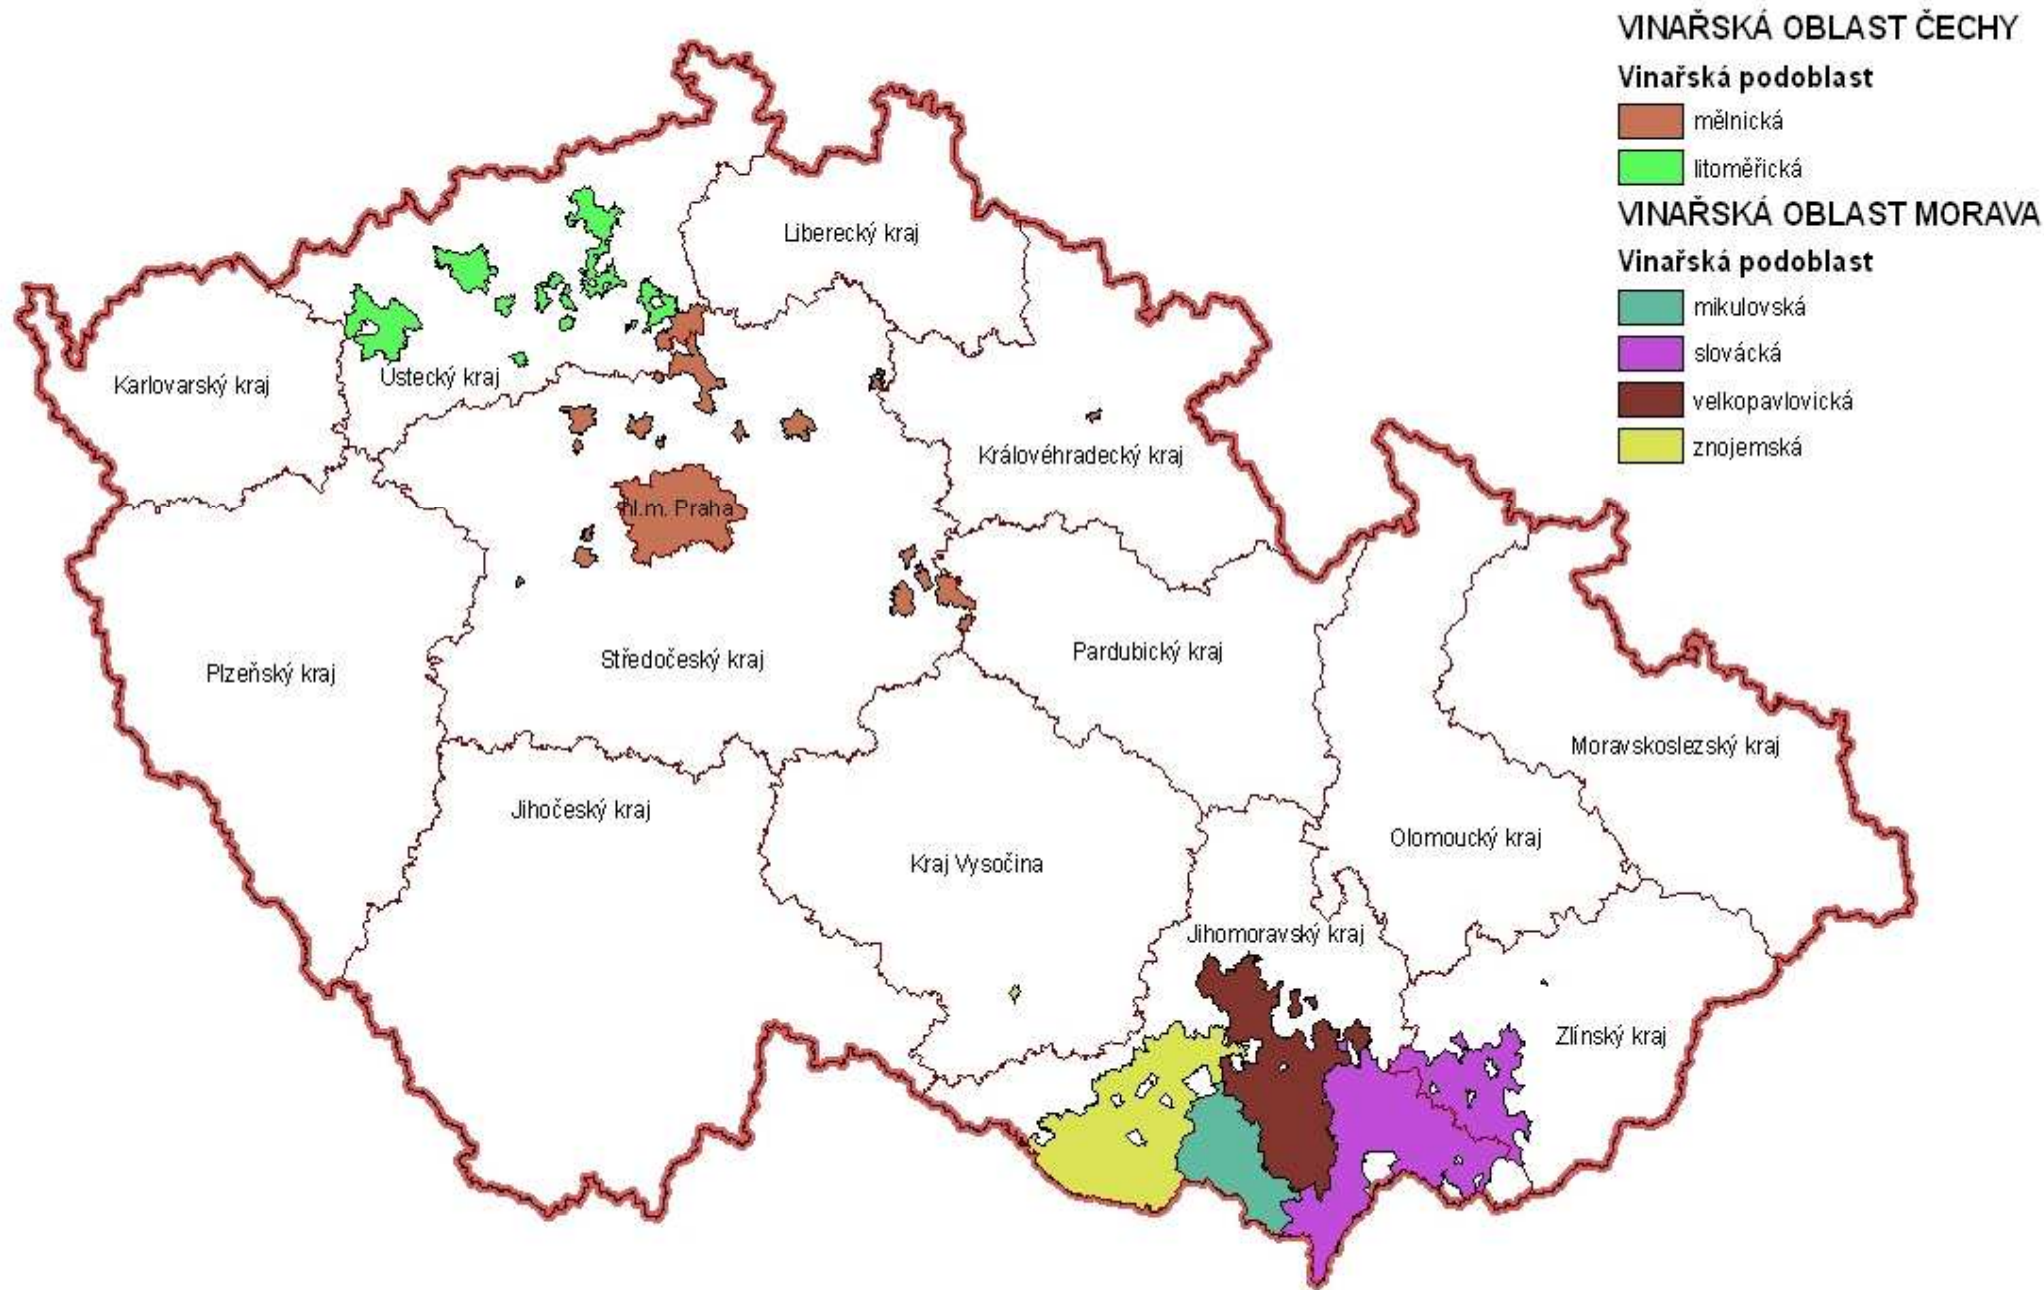 VINAŘSKÁ OBLAST ČECHY
Vinařská podoblast
mělnická
litoměřická
VINAŘSKÁ OBLAST MORAVA
Vinařská podoblast
mikulovská
slovácká
velkopavlovická
znojemská
Liberecký kraj
Karlovarský kraj
Ústecký kraj
Královéhradecký kraj
hl.m. Praha
Plzeňský kraj
Středočeský kraj
Pardubický kraj
Moravskoslezský kraj
Jihočeský kraj
Kraj Vysočina
Olomoucký kraj
Jihomoravský kraj
Zlínský kraj